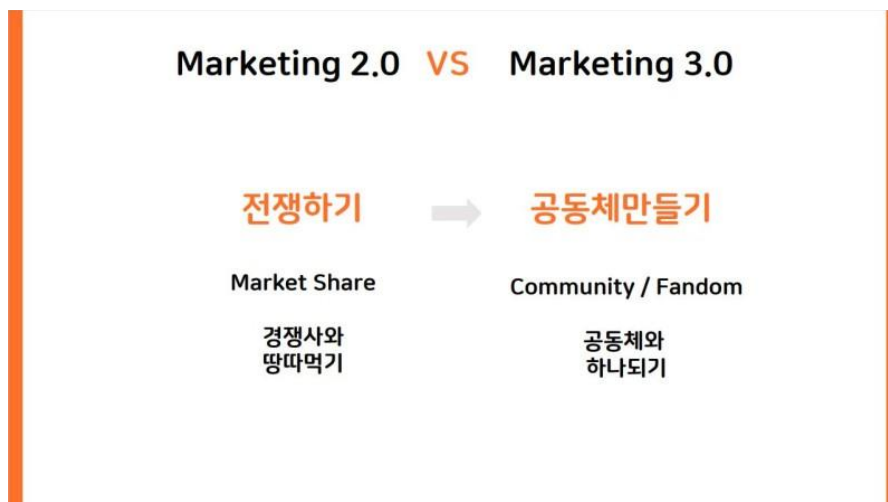 Marketing 2.0 VS Marketing 3.0
전쟁하기
공동체만들기
Market Share
Community / Fandom
경쟁사와
땅따먹기
공동체와
하나되기